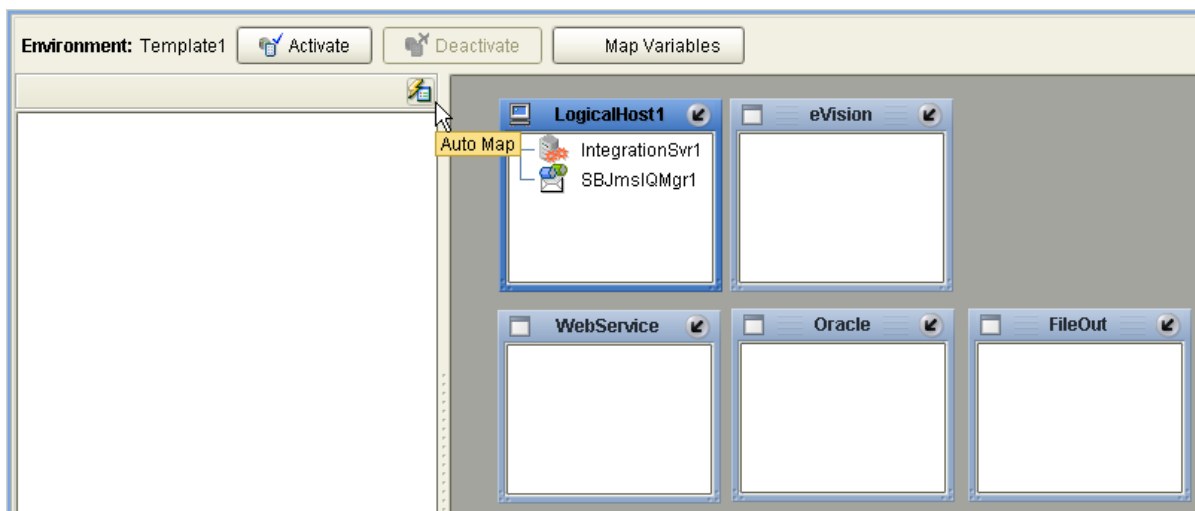 Environment: Template1 Activate Deactivate Map Variables
Auto Map
LogicalHost1
IntegrationSvr1
SBJmsIQMgr1
eVision
WebService
Oracle
FileOut